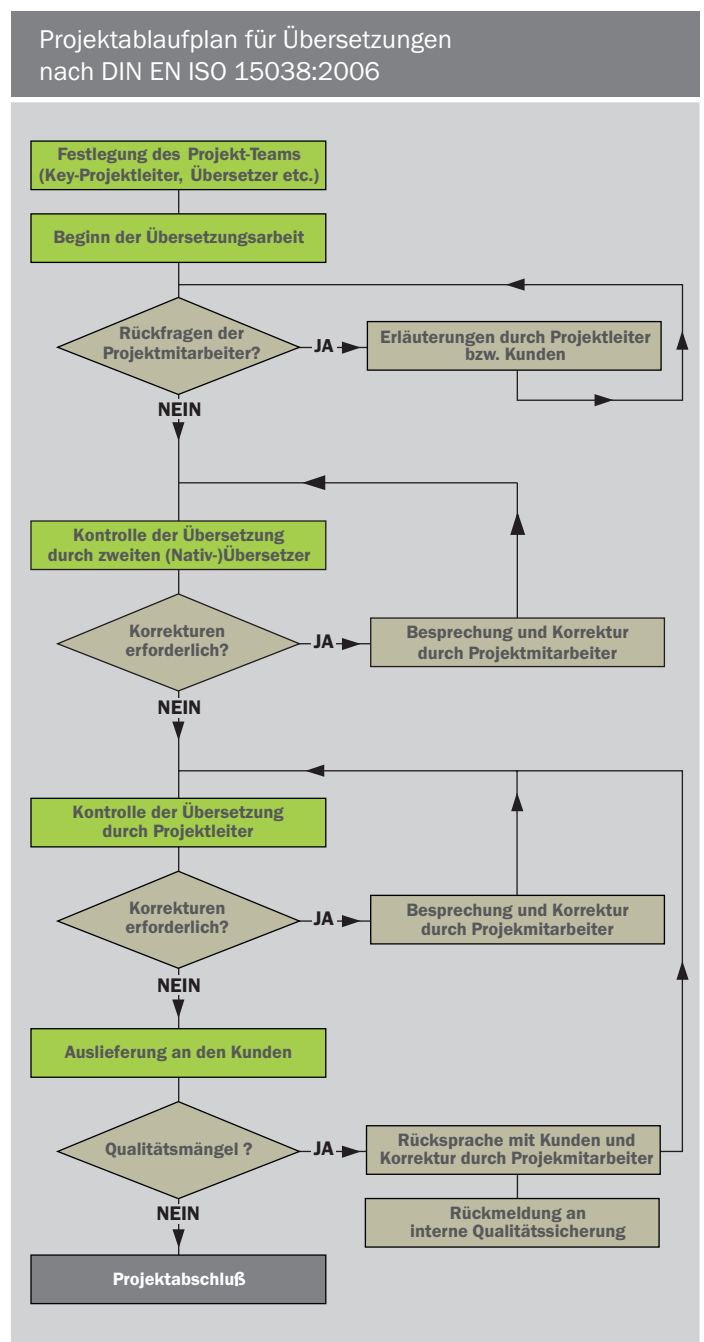 Projektablaufplan für Übersetzungen
nach DIN EN ISO 15038:2006
Festlegung des Projekt-Teams
(Key-Projektleiter, Übersetzer etc.)
Beginn der Übersetzungsarbeit
Rückfragen der
Projektmitarbeiter?
JA
Erläuterungen durch Projektleiter
bzw. Kunden
NEIN
Kontrolle der Übersetzung
durch zweiten (Nativ-)Übersetzer
Korrekturen
erforderlich?
JA
Besprechung und Korrektur
durch Projektmitarbeiter
NEIN
Kontrolle der Übersetzung
durch Projektleiter
Korrekturen
erforderlich?
JA
Besprechung und Korrektur
durch Projekmitarbeiter
NEIN
Auslieferung an den Kunden
Qualitätsmängel ?
JA
Rücksprache mit Kunden und
Korrektur durch Projekmitarbeiter
Rückmeldung an
interne Qualitätssicherung
NEIN
Projektabschluß